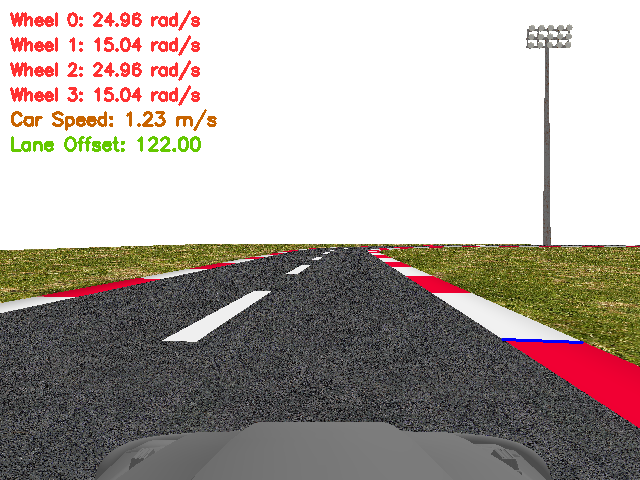 Wheel 0: 24.96 rad/s
Wheel 1: 15.04 rad/s
Wheel 2: 24.96 rad/s
Wheel 3: 15.04 rad/s
Car Speed: 1.23 m/s
Lane Offset: 122.00